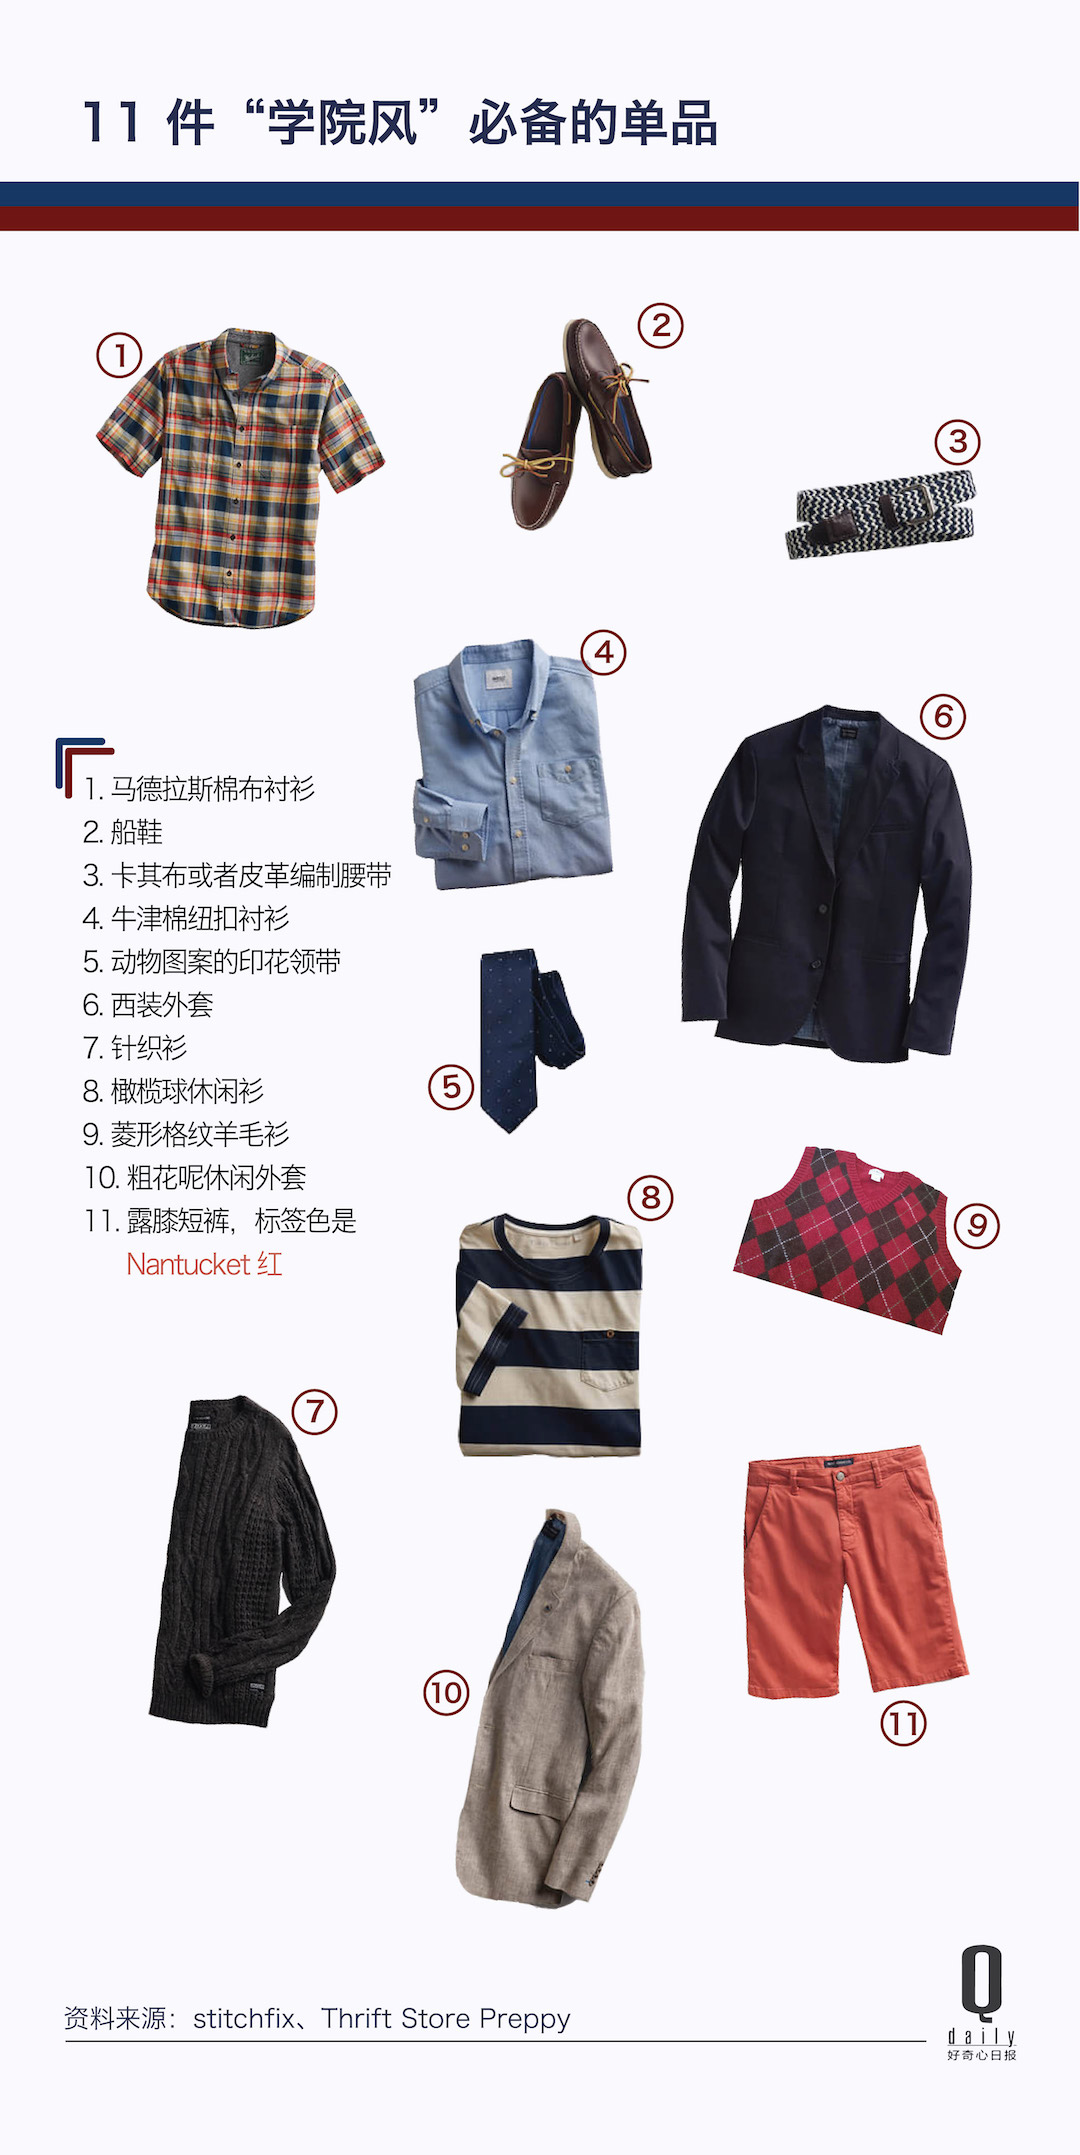 11 件“学院风”必备的单品
1
2
3
4
6
1. 马德拉斯棉布衬衫
2. 船鞋
3. 卡其布或者皮革编制腰带
4. 牛津棉纽扣衬衫
5. 动物图案的印花领带
6. 西装外套
7. 针织衫
8. 橄榄球休闲衫
9. 菱形格纹羊毛衫
10. 粗花呢休闲外套
11. 露膝短裤，标签色是
Nantucket 红
5
8
9
7
10
11
资料来源：stitchfix、Thrift Store Preppy
Q
daily
好奇心日报